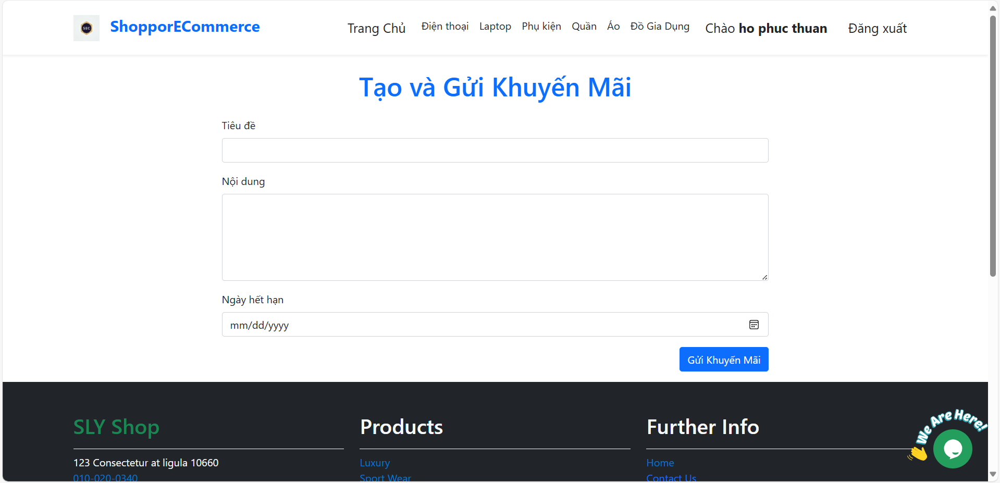 SEC
ShopporECommerce
Trang Chủ
Điện thoại
Laptop
Phụ kiện
Quần
Áo
Đồ Gia Dụng
Chào ho phuc thuan
Đăng xuất
Tạo và Gửi Khuyến Mãi
Tiêu đề
Nội dung
Ngày hết hạn
mm/dd/yyyy
Gửi Khuyến Mãi
SLY Shop
123 Consectetur at ligula 10660
010-020-0340
Products
Luxury
Sport Wear
Further Info
Home
Contact Us
We Are Here!